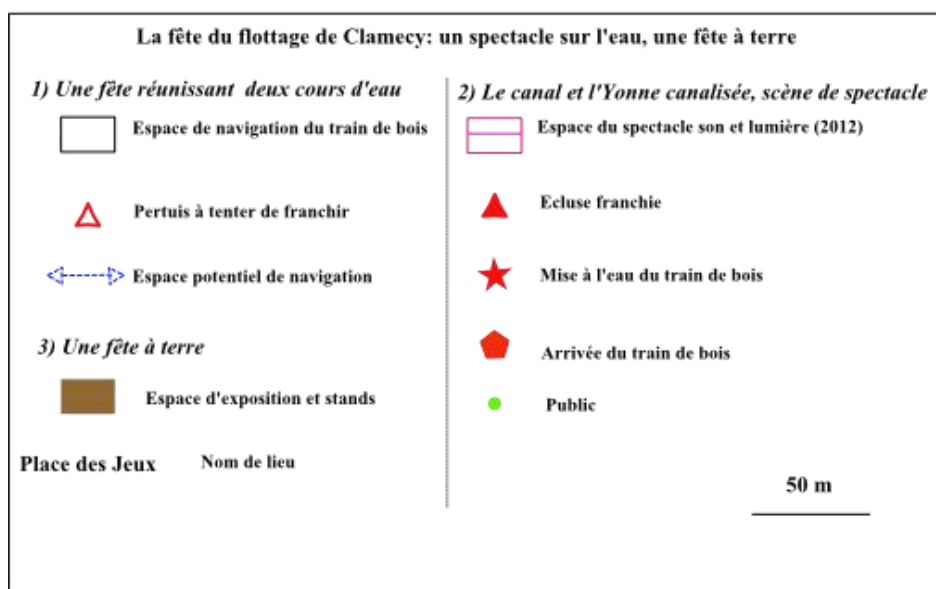 La fête du flottage de Clamecy: un spectacle sur l'eau, une fête à terre
1) Une fête réunissant deux cours d'eau
Espace de navigation du train de bois
Pertuis à tenter de franchir
Espace potentiel de navigation
3) Une fête à terre
Espace d'exposition et stands
Place des Jeux Nom de lieu
2) Le canal et l'Yonne canalisée, scène de spectacle
Espace du spectacle son et lumière (2012)
Ecluse franchie
Mise à l'eau du train de bois
Arrivée du train de bois
Public
50 m